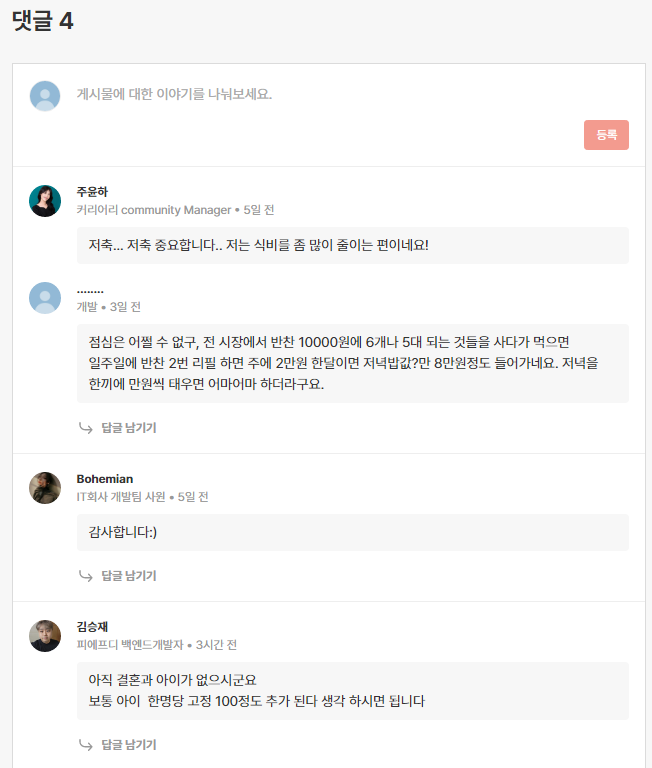 댓글 4
게시물에 대한 이야기를 나눠보세요.
등록
주윤하
커리어리 community Manager • 5일 전
저축... 저축 중요합니다.. 저는 식비를 좀 많이 줄이는 편이네요!
........
개발 • 3일 전
점심은 어쩔 수 없구, 전 시장에서 반찬 10000원에 6개나 5대 되는 것들을 사다가 먹으면
일주일에 반찬 2번 리필 하면 주에 2만원 한달이면 저녁밥값?만 8만원정도 들어가네요. 저녁을
한끼에 만원씩 태우면 어마어마 하더라구요.
답글 남기기
Bohemian
IT회사 개발팀 사원 • 5일 전
감사합니다:)
답글 남기기
김승재
피에프디 백엔드개발자 • 3시간 전
아직 결혼과 아이가 없으시군요
보통 아이  한명당 고정 100정도 추가 된다 생각 하시면 됩니다
답글 남기기